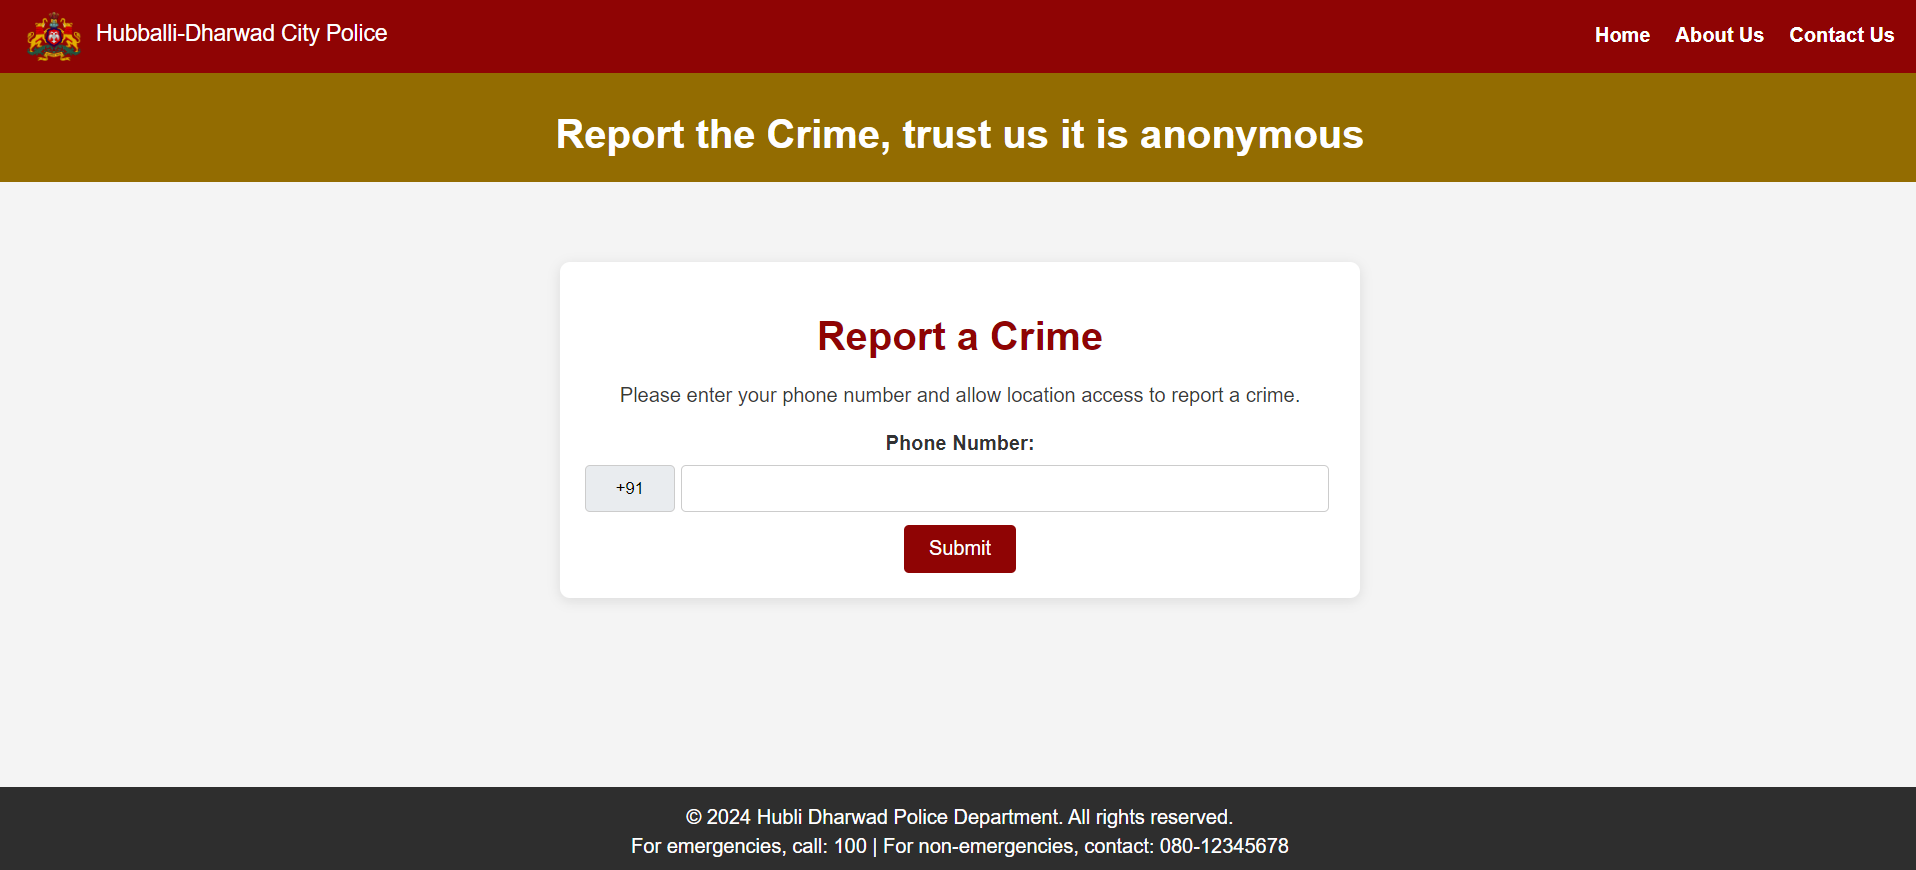 Hubballi-Dharwad City Police
Home About Us Contact Us
Report the Crime, trust us it is anonymous
Report a Crime
Please enter your phone number and allow location access to report a crime.
Phone Number:
+91
Submit
© 2024 Hubli Dharwad Police Department. All rights reserved.
For emergencies, call: 100 | For non-emergencies, contact: 080-12345678